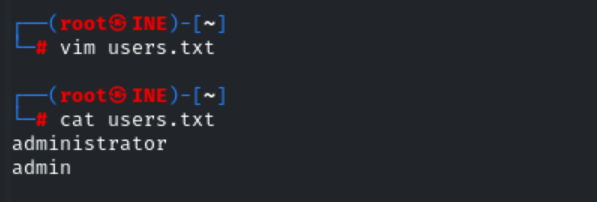 ┌──(root㉿INE)-[~]
└─# vim users.txt
┌──(root㉿INE)-[~]
└─# cat users.txt
administrator
admin